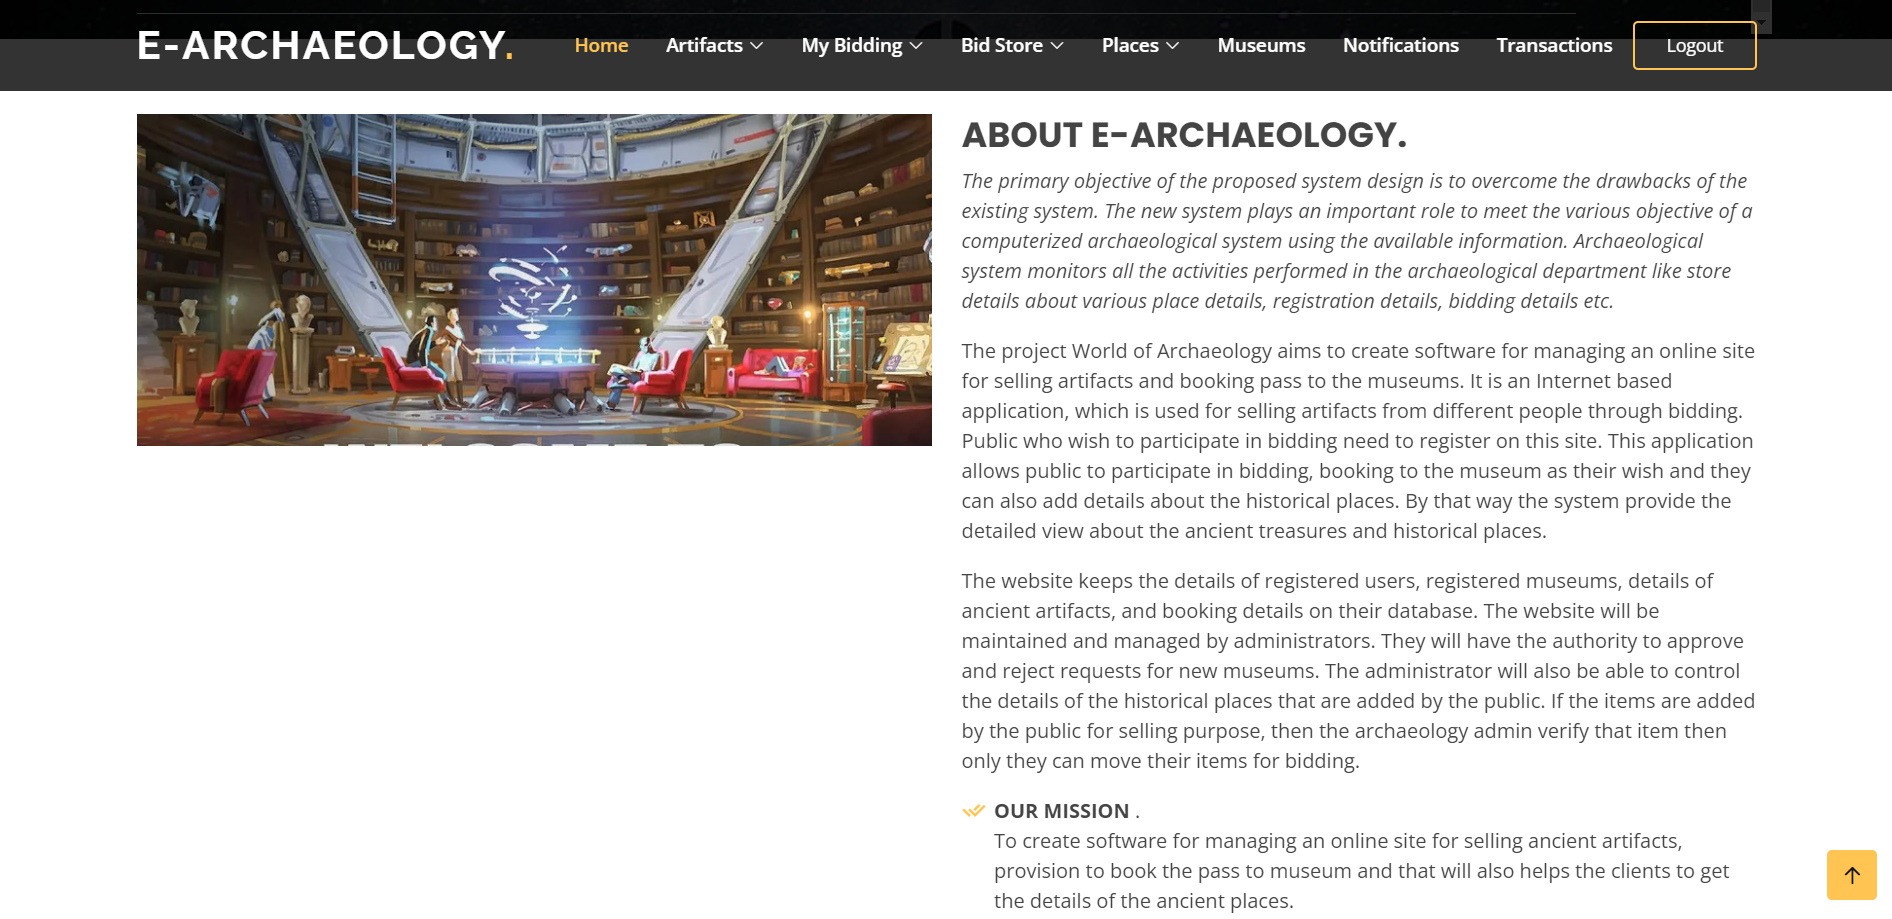 E-ARCHAEOLOGY.
Home Artifacts My Bidding Bid Store Places Museums Notifications Transactions Logout
ABOUT E-ARCHAEOLOGY.
The primary objective of the proposed system design is to overcome the drawbacks of the
existing system. The new system plays an important role to meet the various objective of a
computerized archaeological system using the available information. Archaeological
system monitors all the activities performed in the archaeological department like store
details about various place details, registration details, bidding details etc.
The project World of Archaeology aims to create software for managing an online site
for selling artifacts and booking pass to the museums. It is an Internet based
application, which is used for selling artifacts from different people through bidding.
Public who wish to participate in bidding need to register on this site. This application
allows public to participate in bidding, booking to the museum as their wish and they
can also add details about the historical places. By that way the system provide the
detailed view about the ancient treasures and historical places.
The website keeps the details of registered users, registered museums, details of
ancient artifacts, and booking details on their database. The website will be
maintained and managed by administrators. They will have the authority to approve
and reject requests for new museums. The administrator will also be able to control
the details of the historical places that are added by the public. If the items are added
by the public for selling purpose, then the archaeology admin verify that item then
only they can move their items for bidding.
OUR MISSION .
To create software for managing an online site for selling ancient artifacts,
provision to book the pass to museum and that will also helps the clients to get
the details of the ancient places.